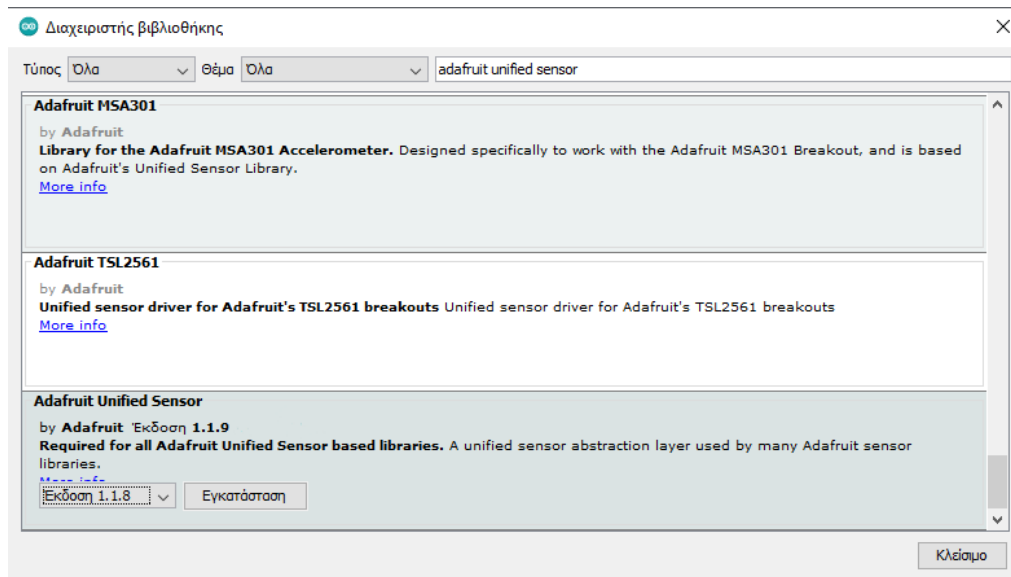 Διαχειριστής βιβλιοθήκης
Τύπος Όλα Θέμα Όλα adafruit unified sensor
Adafruit MSA301
by Adafruit
Library for the Adafruit MSA301 Accelerometer. Designed specifically to work with the Adafruit MSA301 Breakout, and is based
on Adafruit's Unified Sensor Library.
More info
Adafruit TSL2561
by Adafruit
Unified sensor driver for Adafruit's TSL2561 breakouts Unified sensor driver for Adafruit's TSL2561 breakouts
More info
Adafruit Unified Sensor
by Adafruit Έκδοση 1.1.9
Required for all Adafruit Unified Sensor based libraries. A unified sensor abstraction layer used by many Adafruit sensor
libraries.
More info
Έκδοση 1.1.8 Εγκατάσταση
Κλείσιμο